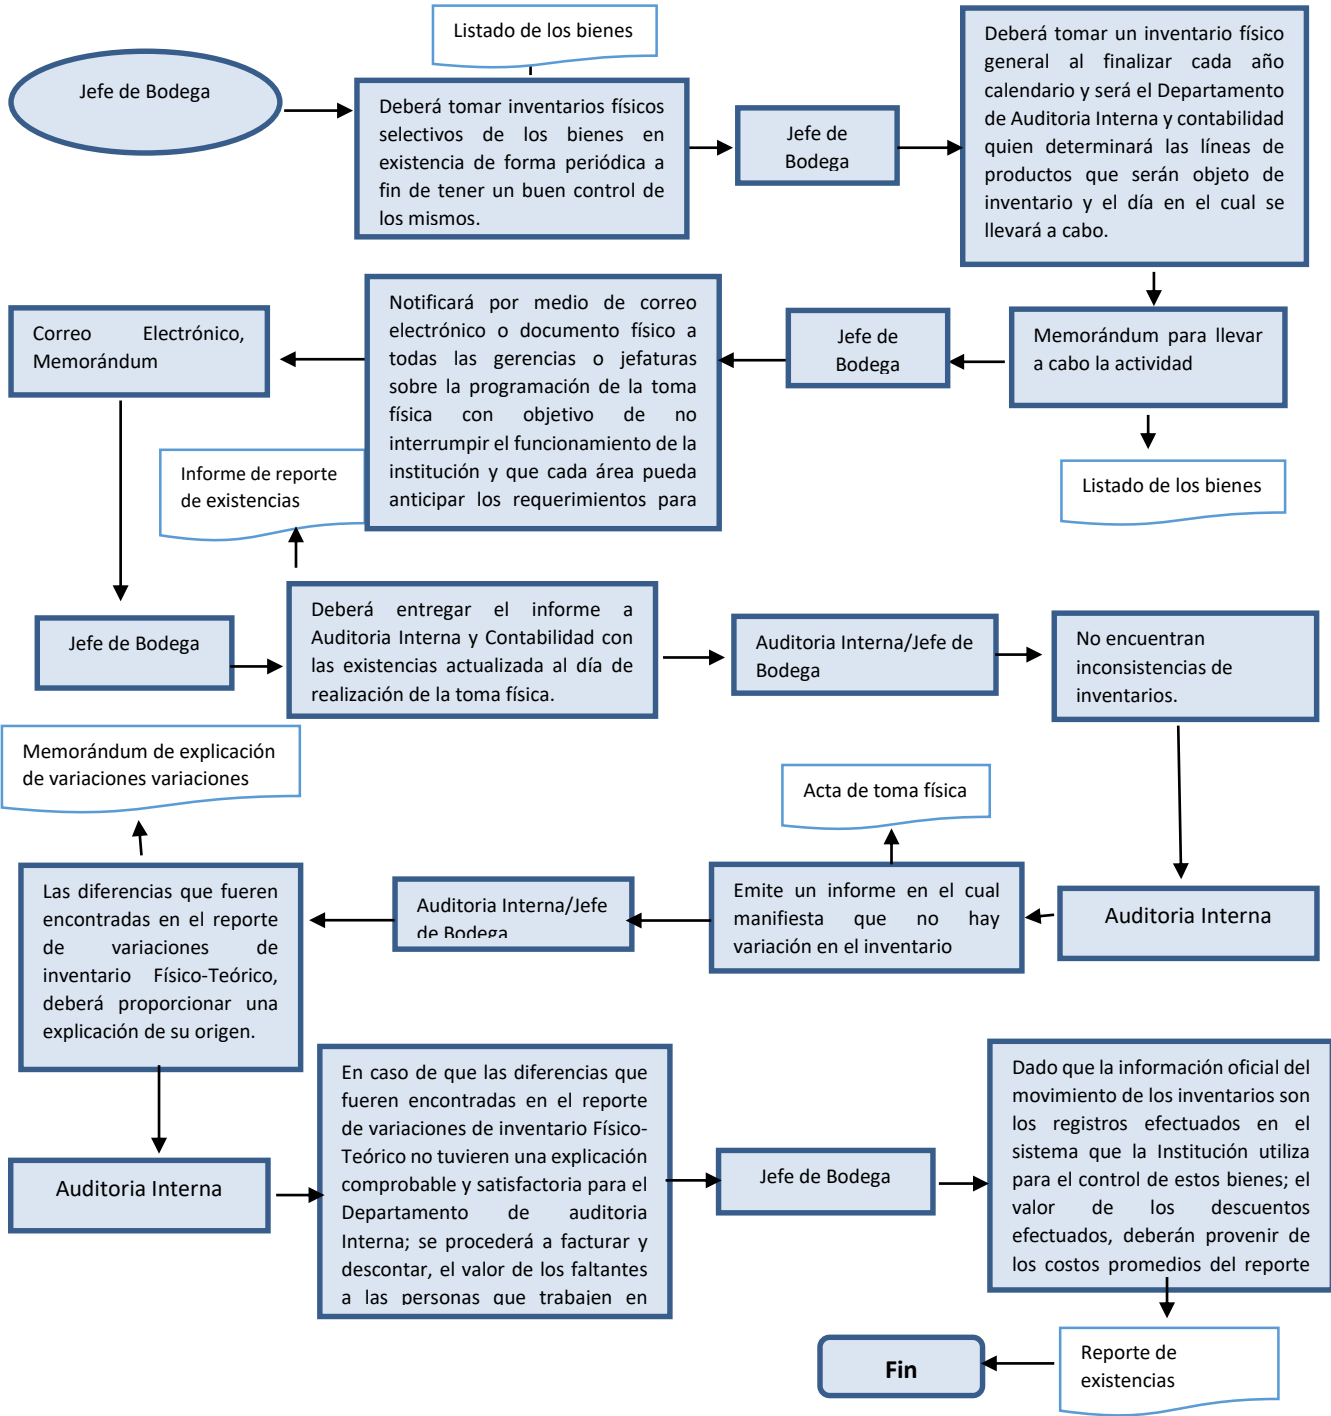 Jefe de Bodega
Listado de los bienes
Deberá tomar inventarios físicos
selectivos de los bienes en
existencia de forma periódica a
fin de tener un buen control de
los mismos.
Jefe de
Bodega
Deberá tomar un inventario físico
general al finalizar cada año
calendario y será el Departamento
de Auditoria Interna y contabilidad
quien determinará las líneas de
productos que serán objeto de
inventario y el día en el cual se
llevará a cabo.
Memorándum para llevar
a cabo la actividad
Listado de los bienes
Jefe de
Bodega
Notificará por medio de correo
electrónico o documento físico a
todas las gerencias o jefaturas
sobre la programación de la toma
física con objetivo de no
interrumpir el funcionamiento de la
institución y que cada área pueda
anticipar los requerimientos para
Correo Electrónico,
Memorándum
Informe de reporte
de existencias
Jefe de Bodega
Deberá entregar el informe a
Auditoria Interna y Contabilidad con
las existencias actualizada al día de
realización de la toma física.
Auditoria Interna/Jefe de
Bodega
No encuentran
inconsistencias de
inventarios.
Auditoria Interna
Emite un informe en el cual
manifiesta que no hay
variación en el inventario
Acta de toma física
Auditoria Interna/Jefe
de Bodega
Las diferencias que fueren
encontradas en el reporte
de variaciones de
inventario Físico-Teórico,
deberá proporcionar una
explicación de su origen.
Memorándum de explicación
de variaciones variaciones
Auditoria Interna
En caso de que las diferencias que
fueren encontradas en el reporte
de variaciones de inventario Físico-
Teórico no tuvieren una explicación
comprobable y satisfactoria para el
Departamento de auditoria
Interna; se procederá a facturar y
descontar, el valor de los faltantes
a las personas que trabajen en
Jefe de Bodega
Dado que la información oficial del
movimiento de los inventarios son
los registros efectuados en el
sistema que la Institución utiliza
para el control de estos bienes; el
valor de los descuentos
efectuados, deberán provenir de
los costos promedios del reporte
Reporte de
existencias
Fin